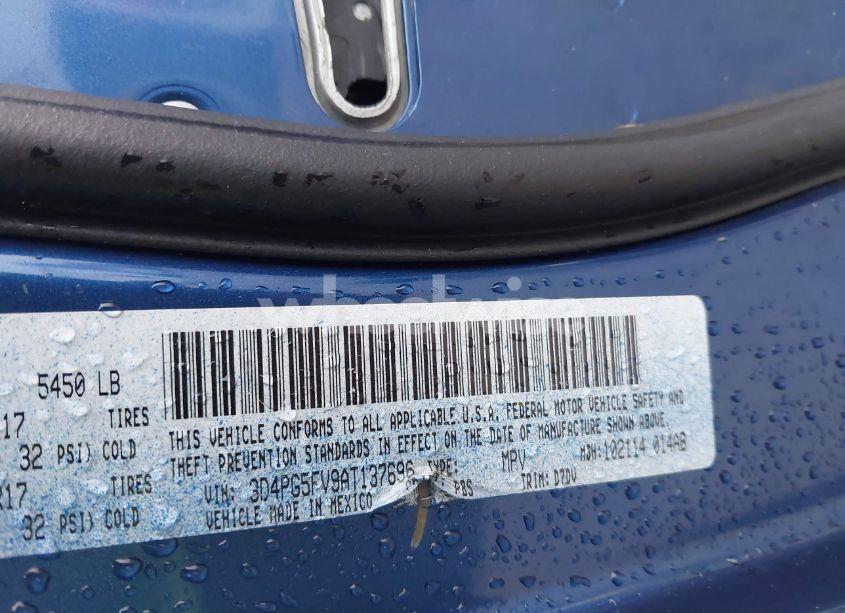 5450 LB
17 TIRES
32 PSI) COLD
R17 TIRES
32 PSI) COLD
THIS VEHICLE CONFORMS TO ALL APPLICABLE U.S.A. FEDERAL MOTOR VEHICLE SAFETY AND
THEFT PREVENTION STANDARDS IN EFFECT ON THE DATE OF MANUFACTURE SHOWN ABOVE.
VIN: 3D4PG5FV9AT137696 TYPE: MPV MDH: 102114 014AB
VEHICLE MADE IN MEXICO PBS TRIM: D7DV